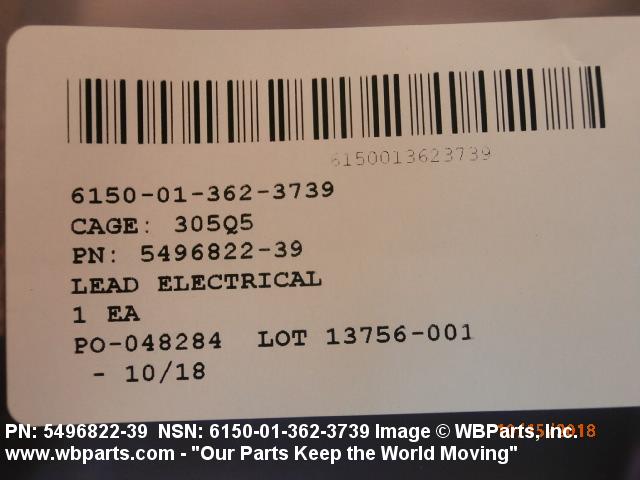 6150013623739
6150-01-362-3739
CAGE: 305Q5
PN: 5496822-39
LEAD ELECTRICAL
1 EA
PO-048284 LOT 13756-001
- 10/18
PN: 5496822-39 NSN: 6150-01-362-3739 Image © WBParts, Inc.
www.wbparts.com - "Our Parts Keep the World Moving"